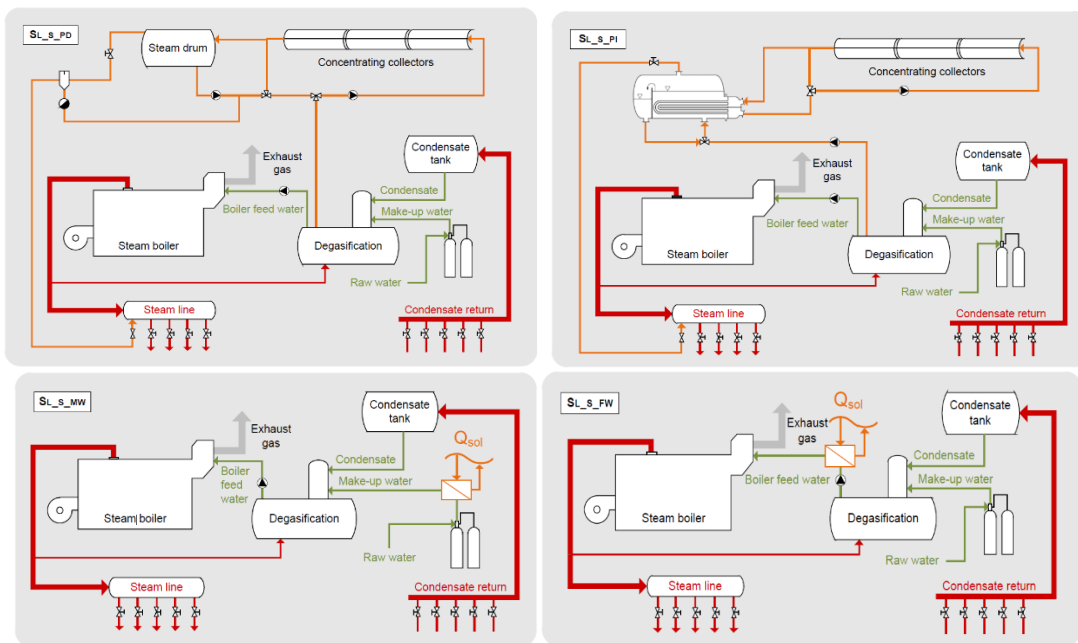 SL_S_PD
Steam drum
Concentrating collectors
Exhaust
gas
Condensate
tank
Condensate
Make-up water
Boiler feed water
Steam boiler
Degasification
Raw water
Steam line
Condensate return
SL_S_PI
Concentrating collectors
Exhaust
gas
Condensate
tank
Condensate
Make-up water
Boiler feed water
Steam boiler
Degasification
Raw water
Steam line
Condensate return
SL_S_MW
Exhaust
gas
Condensate
tank
Qsol
Condensate
Make-up water
Boiler
feed
water
Steam boiler
Degasification
Raw water
Steam line
Condensate return
SL_S_FW
Qsol
Exhaust
gas
Condensate
tank
Condensate
Make-up water
Boiler feed water
Steam boiler
Degasification
Raw water
Steam line
Condensate return